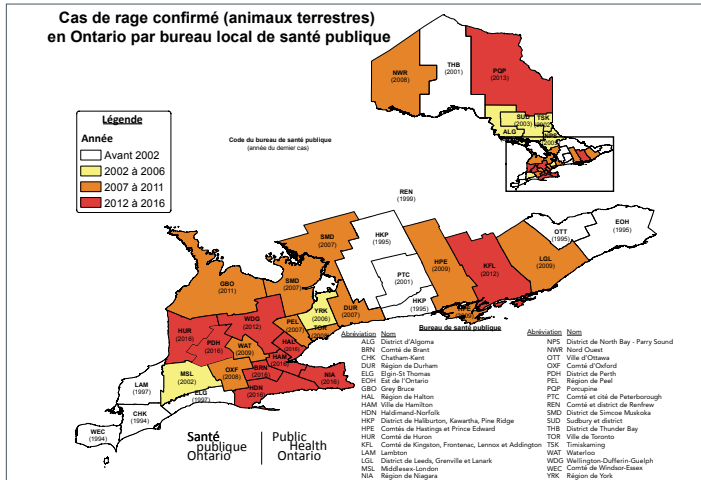 Cas de rage confirmé (animaux terrestres)
en Ontario par bureau local de santé publique
Légende
Année
Avant 2002
2002 à 2006
2007 à 2011
2012 à 2016
Code du bureau de santé publique
(année du dernier cas)
NWR
(2008)
THB
(2001)
PQP
(2013)
SUD
(2003)
TSK
ALG
REN
(1999)
SMD
(2007)
HKP
(1995)
PTC
(2001)
HKP
(1995)
HPE
(2009)
KFL
(2012)
LGL
(2009)
OTT
(1995)
EOH
(1995)
GBO
(2011)
SMD
(2007)
YRK
(2006)
DUR
(2007)
TOR
PEL
(2007)
WDG
(2012)
HUR
(2016)
PDH
(2016)
WAT
(2009)
HAL
HAM
BRN
(2016)
OXF
(2008)
MSL
(2002)
HDN
(2016)
NIA
(2016)
ELG
(1997)
LAM
(1997)
CHK
(1994)
WEC
(1994)
Santé
publique
Ontario
Public
Health
Ontario
Bureau de santé publique
Abréviation Nom
ALG District d'Algoma
BRN Comté de Brant
CHK Chatham-Kent
DUR Région de Durham
ELG Elgin-St Thomas
EOH Est de l'Ontario
GBO Grey Bruce
HAL Région de Halton
HAM Ville de Hamilton
HDN Haldimand-Norfolk
HKP District de Haliburton, Kawartha, Pine Ridge
HPE Comtés de Hastings et Prince Edward
HUR Comté de Huron
KFL Comté de Kingston, Frontenac, Lennox et Addington
LAM Lambton
LGL District de Leeds, Grenville et Lanark
MSL Middlesex-London
NIA Région de Niagara
Abréviation Nom
NPS District de North Bay - Parry Sound
NWR Nord Ouest
OTT Ville d'Ottawa
OXF Comté d'Oxford
PDH District de Perth
PEL Région de Peel
PQP Porcupine
PTC Comté et cité de Peterborough
REN Comté et district de Renfrew
SMD District de Simcoe Muskoka
SUD Sudbury et district
THB District de Thunder Bay
TOR Ville de Toronto
TSK Timiskaming
WAT Waterloo
WDG Wellington-Dufferin-Guelph
WEC Comté de Windsor-Essex
YRK Région de York